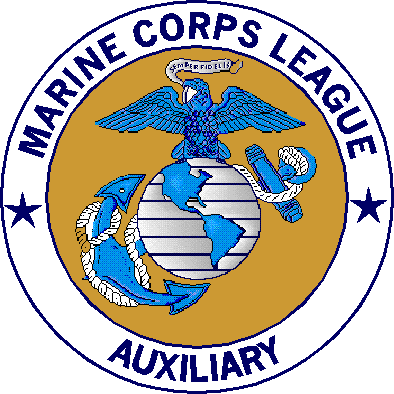 MARINE CORPS LEAGUE
SEMPER FIDELIS
AUXILIARY